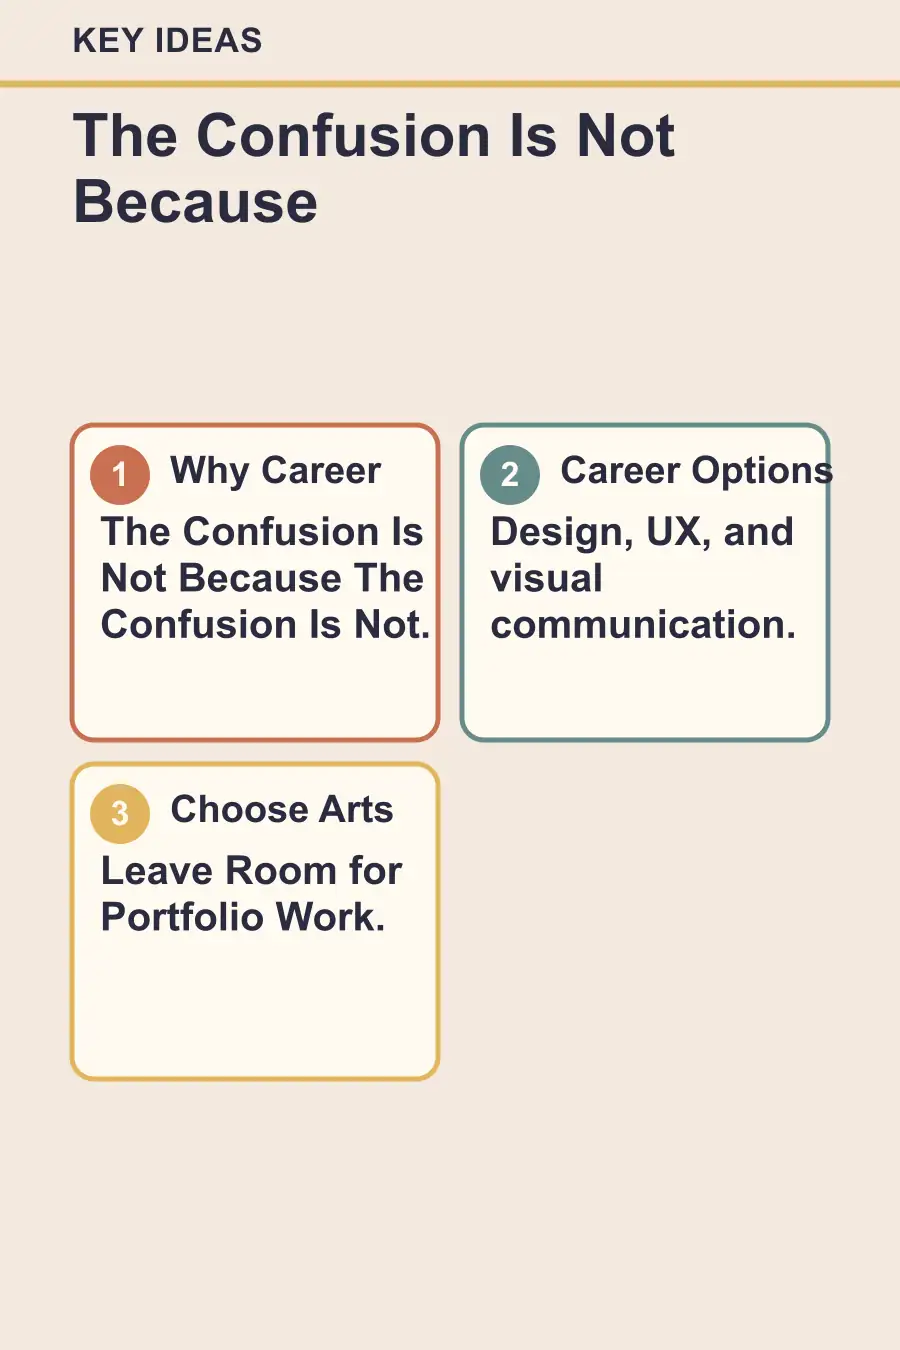 KEY IDEAS
The Confusion Is Not
Because
1 Why Career
The Confusion Is
Not Because The
Confusion Is Not.
2 Career Options
Design, UX, and
visual
communication.
3 Choose Arts
Leave Room for
Portfolio Work.